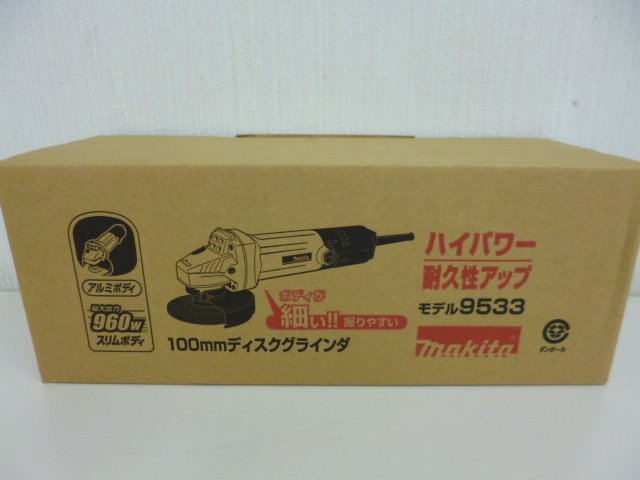 アルミボディ
最大出力
960W
スリムボディ
makita
ボディが
細い!! 握りやすい
100mmディスクグラインダ
ハイパワー
耐久性アップ
モデル9533
makita
ダンボール